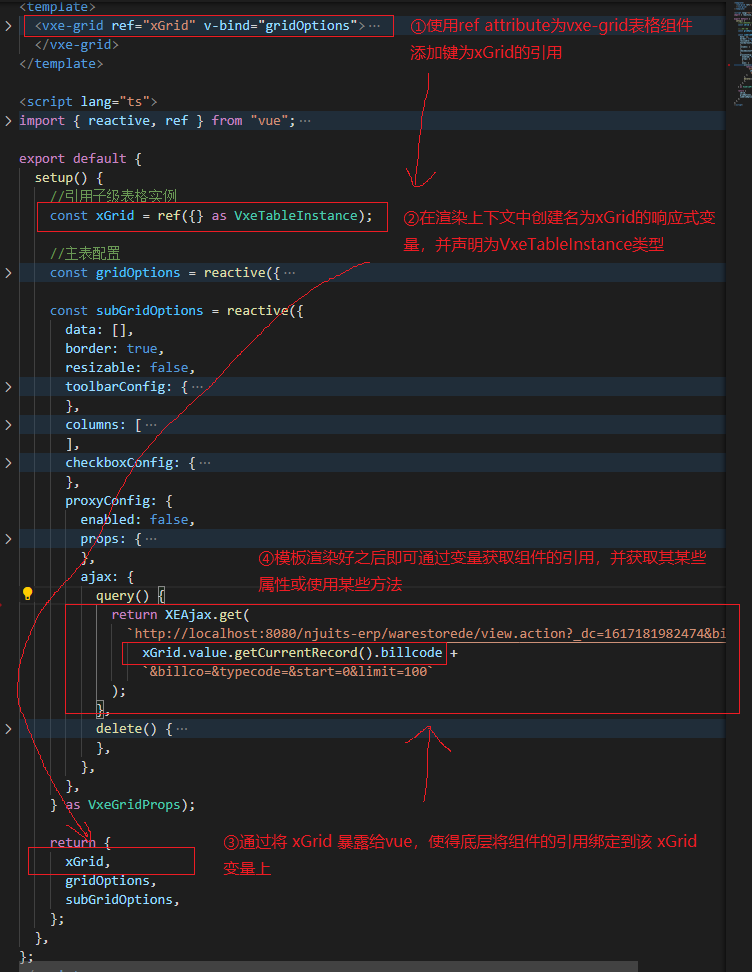 <template>
<vxe-grid ref="xGrid" v-bind="gridOptions">…
①使用ref attribute为vxe-grid表格组件
</vxe-grid>
添加键为xGrid的引用
</template>
<script lang="ts">
import { reactive, ref } from "vue";…
export default {
setup() {
//引用子级表格实例
const xGrid = ref({} as VxeTableInstance);
②在渲染上下文中创建名为xGrid的响应式变
量，并声明为VxeTableInstance类型
//主表配置
const gridOptions = reactive({…
const subGridOptions = reactive({
data: [],
border: true,
resizable: false,
toolbarConfig: {…
},
columns: […
],
checkboxConfig: {…
},
proxyConfig: {
enabled: false,
props: {…
④模板渲染好之后即可通过变量获取组件的引用，并获取其某些
},
ajax: {
属性或使用某些方法
query() {
return XEAjax.get(
`http://localhost:8080/njuits-erp/warestorede/view.action?_dc=1617181982474&bi
xGrid.value.getCurrentRecord().billcode +
`&billco=&typecode=&start=0&limit=100`
);
},
delete() {…
},
},
},
} as VxeGridProps);
return {
③通过将 xGrid 暴露给vue，使得底层将组件的引用绑定到该 xGrid
变量上
xGrid,
gridOptions,
subGridOptions,
};
},
};